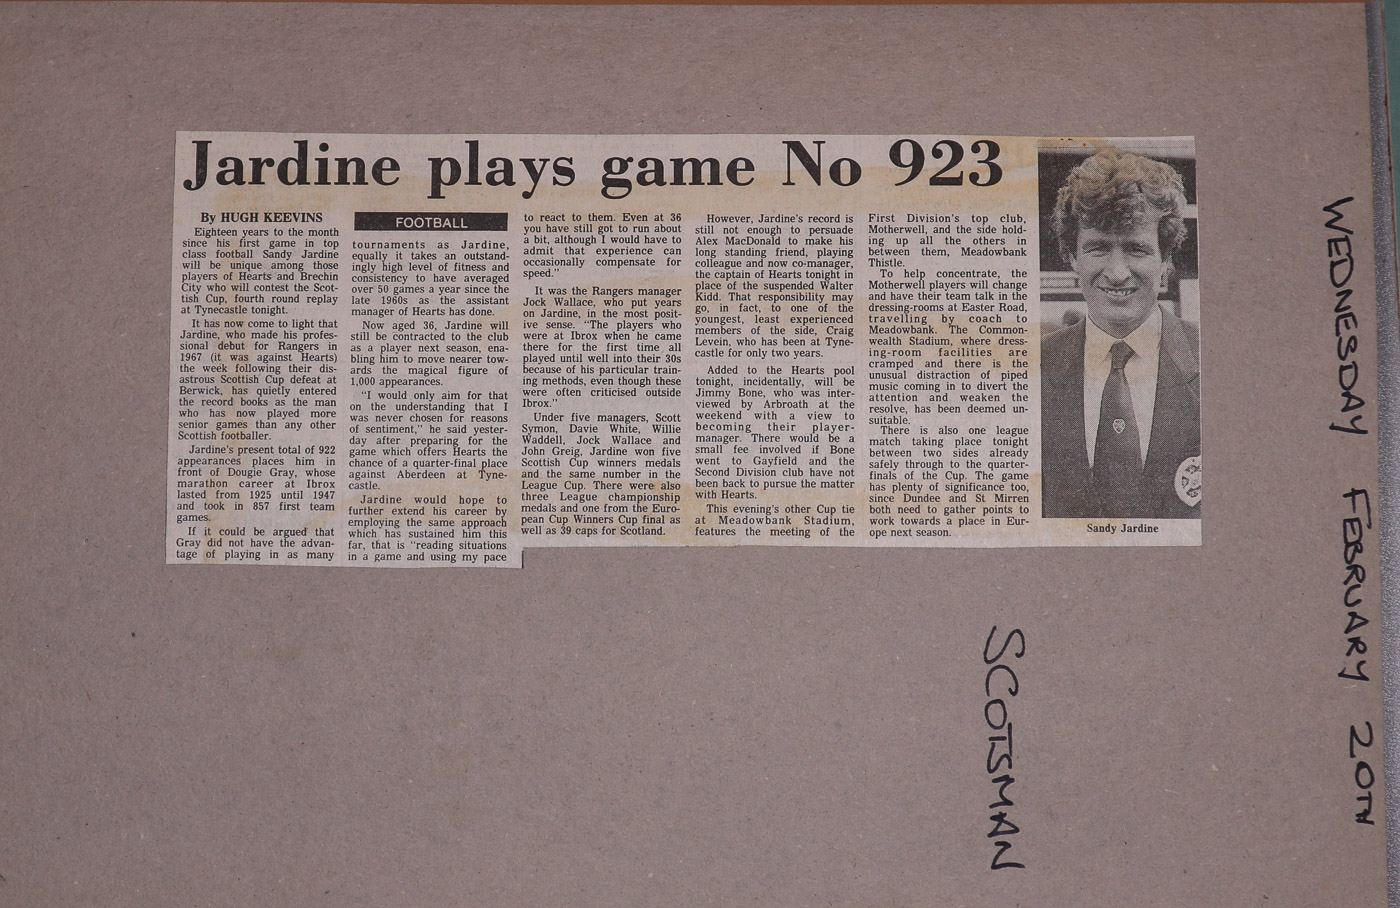 Jardine plays game No 923
By HUGH KEEVINS
Eighteen years to the month
since his first game in top
class football Sandy Jardine
will be unique among those
players of Hearts and Brechin
City who will contest the Scot-
tish Cup, fourth round replay
at Tynecastle tonight.
It has now come to light that
Jardine, who made his profes-
sional debut for Rangers in
1967 (it was against Hearts)
the week following their dis-
astrous Scottish Cup defeat at
Berwick, has quietly entered
the record books as the man
who has now played more
senior games than any other
Scottish footballer.
Jardine's present total of 922
appearances places him in
front of Dougie Gray, whose
marathon career at Ibrox
lasted from 1925 until 1947
and took in 857 first team
games.
If it could be argued that
Gray did not have the advan-
tage of playing in as many
FOOTBALL
tournaments as Jardine,
equally it takes an outstand-
ingly high level of fitness and
consistency to have averaged
over 50 games a year since the
late 1960s as the assistant
manager of Hearts has done.
Now aged 36, Jardine will
still be contracted to the club
as a player next season, ena-
bling him to move nearer tow-
ards the magical figure of
1,000 appearances.
"I would only aim for that
on the understanding that I
was never chosen for reasons
of sentiment," he said yester-
day after preparing for the
game which offers Hearts the
chance of a quarter-final place
against Aberdeen at Tyne-
castle.
Jardine would hope to
further extend his career by
employing the same approach
which has sustained him this
far, that is "reading situations
in a game and using my pace
to react to them. Even at 36
you have still got to run about
a bit, although I would have to
admit that experience can
occasionally compensate for
speed."
It was the Rangers manager
Jock Wallace, who put years
on Jardine, in the most posit-
ive sense. "The players who
were at Ibrox when he came
there for the first time all
played until well into their 30s
because of his particular train-
ing methods, even though these
were often criticised outside
Ibrox."
Under five managers, Scott
Symon, Davie White, Willie
Waddell, Jock Wallace and
John Greig, Jardine won five
Scottish Cup winners medals
and the same number in the
League Cup. There were also
three League championship
medals and one from the Euro-
pean Cup Winners Cup final as
well as 39 caps for Scotland.
However, Jardine's record is
still not enough to persuade
Alex MacDonald to make his
long standing friend, playing
colleague and now co-manager,
the captain of Hearts tonight in
place of the suspended Walter
Kidd. That responsibility may
go, in fact, to one of the
youngest, least experienced
members of the side, Craig
Levein, who has been at Tyne-
castle for only two years.
Added to the Hearts pool
tonight, incidentally, will be
Jimmy Bone, who was inter-
viewed by Arbroath at the
weekend with a view to
becoming their player-
manager. There would be a
small fee involved if Bone
went to Gayfield and the
Second Division club have not
been back to pursue the matter
with Hearts.
This evening's other Cup tie
at Meadowbank Stadium,
features the meeting of the
First Division's top club,
Motherwell, and the side hold-
ing up all the others in
between them, Meadowbank
Thistle.
To help concentrate, the
Motherwell players will change
and have their team talk in the
dressing-rooms at Easter Road,
travelling by coach to
Meadowbank. The Common-
wealth Stadium, where dress-
ing-room facilities are
cramped and there is the
unusual distraction of piped
music coming in to divert the
attention and weaken the
resolve, has been deemed un-
suitable.
There is also one league
match taking place tonight
between two sides already
safely through to the quarter-
finals of the Cup. The game
has plenty of significance too,
since Dundee and St Mirren
both need to gather points to
work towards a place in Eur-
ope next season.
Sandy Jardine
SCOTSMAN
WEDNESDAY FEBRUARY 20TH